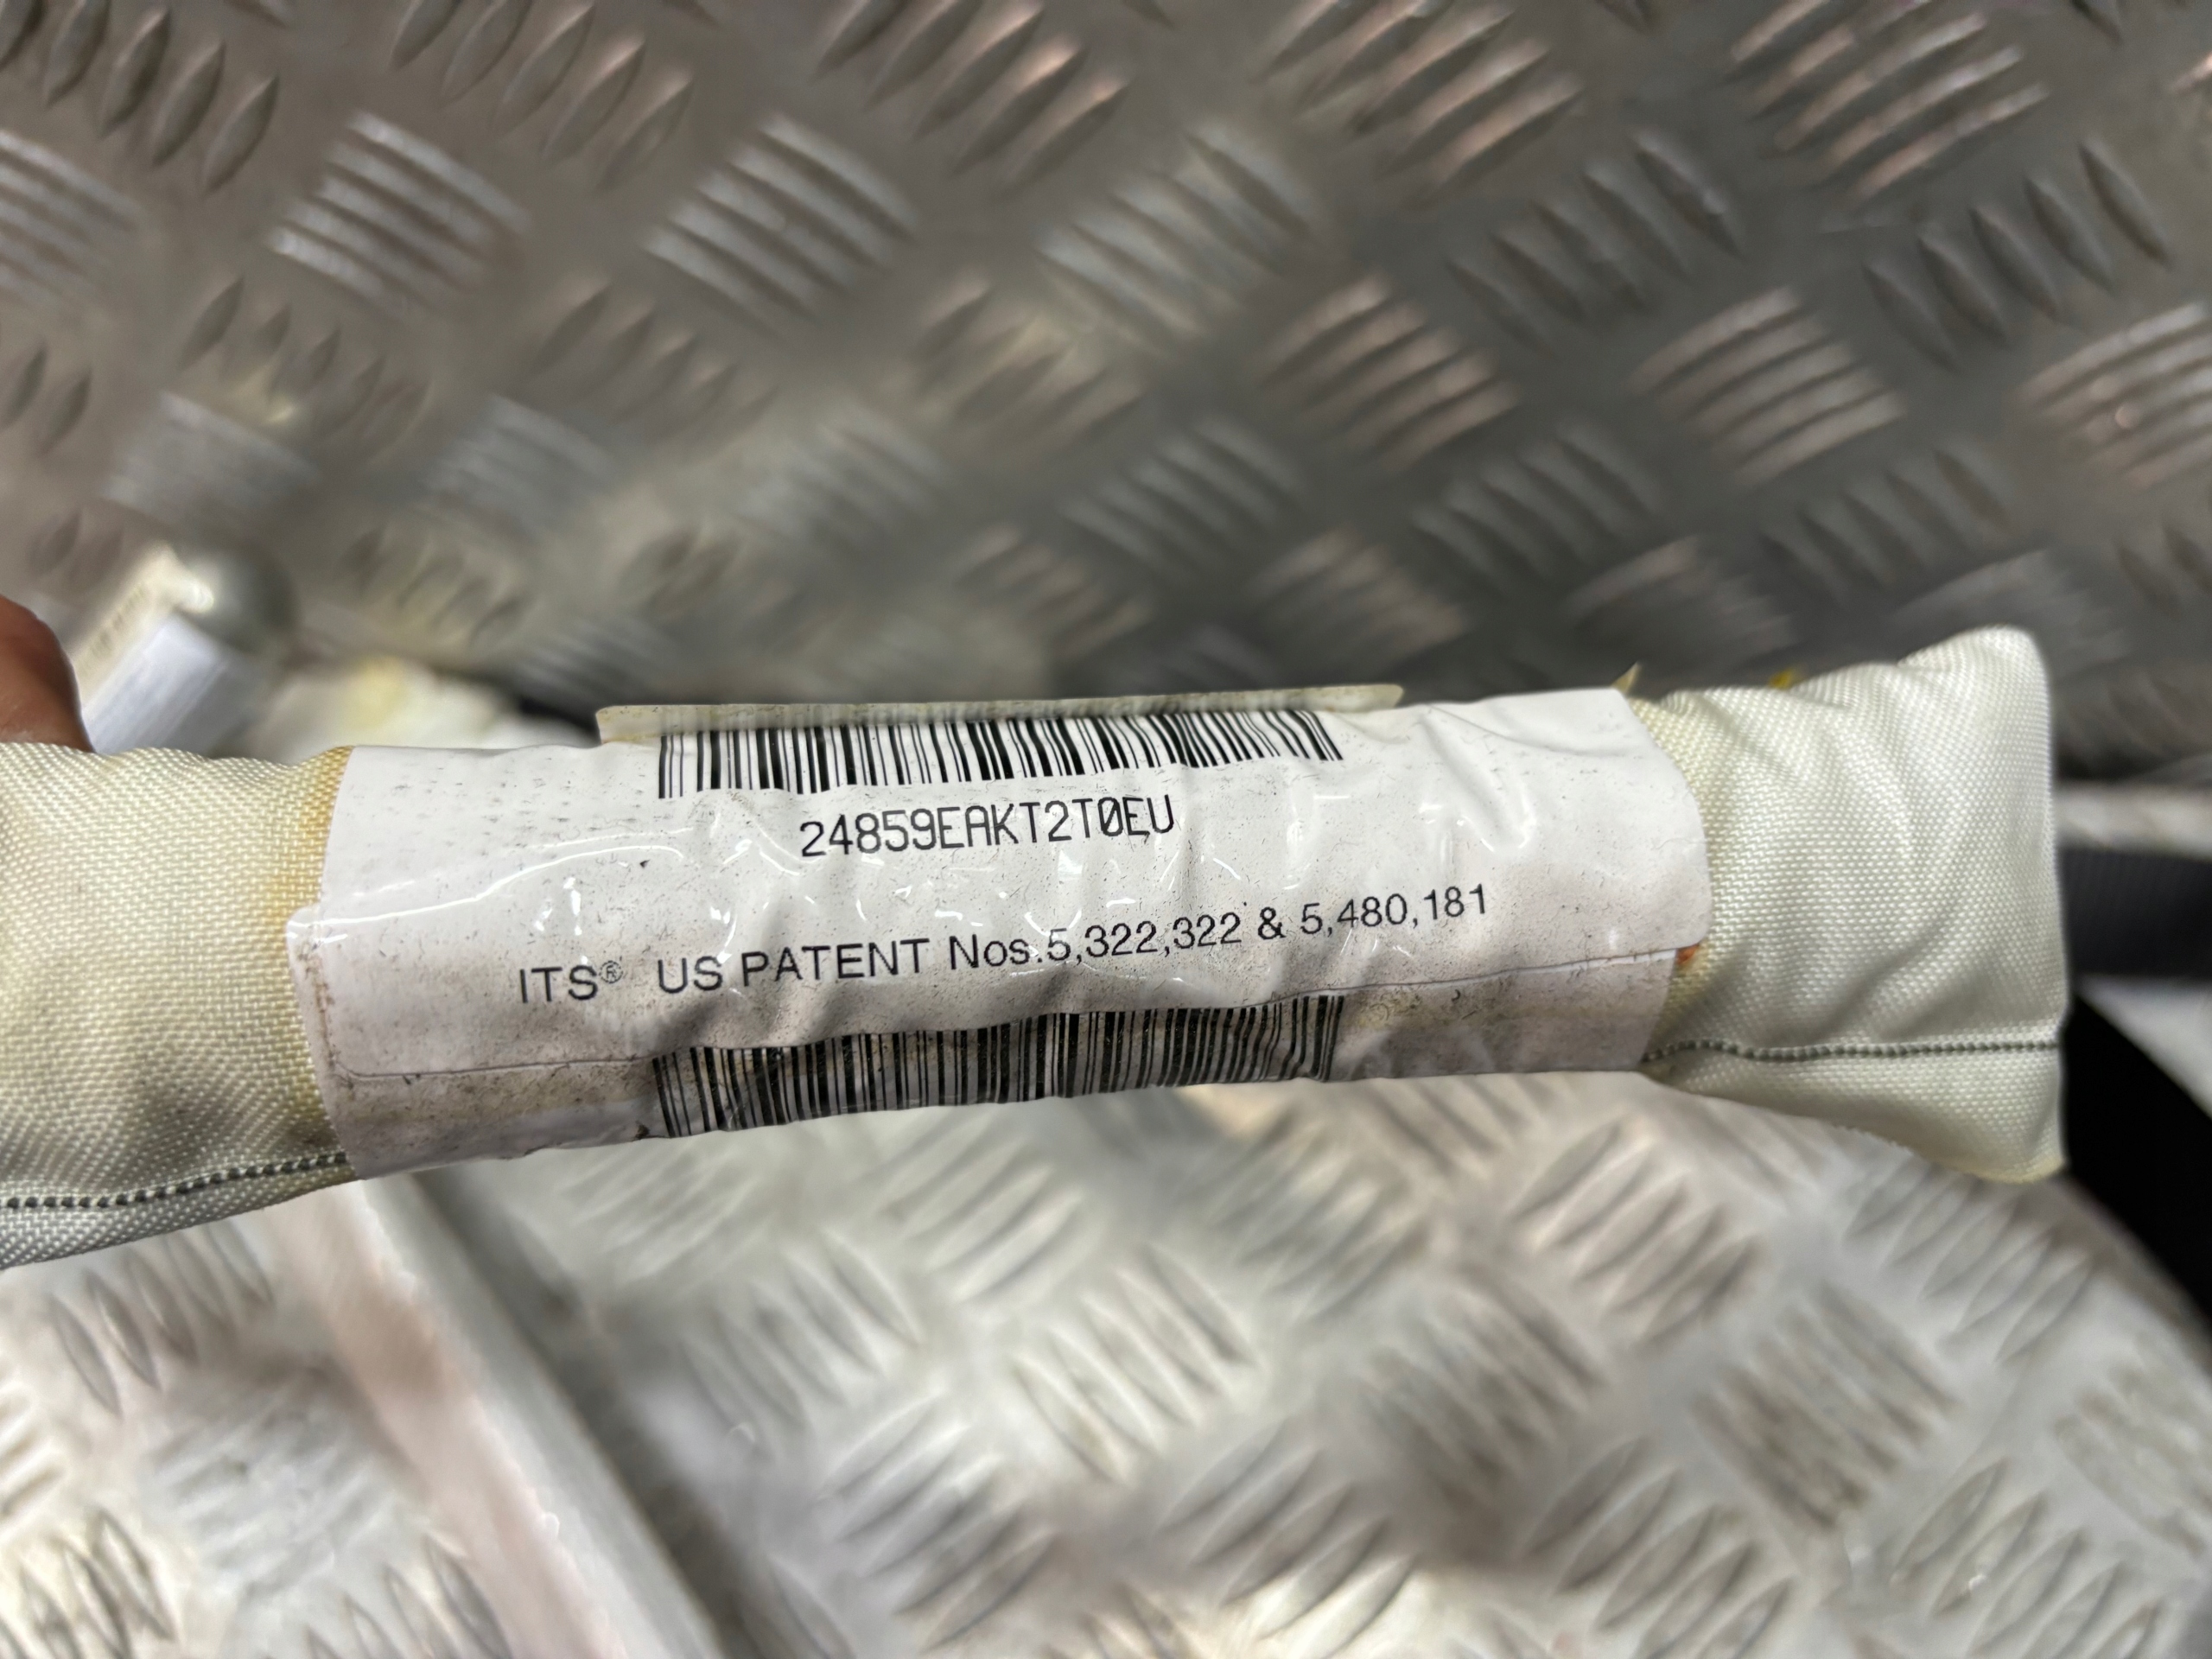 24859EAKT2T0EU
ITS® US PATENT Nos.5,322,322 & 5,480,181